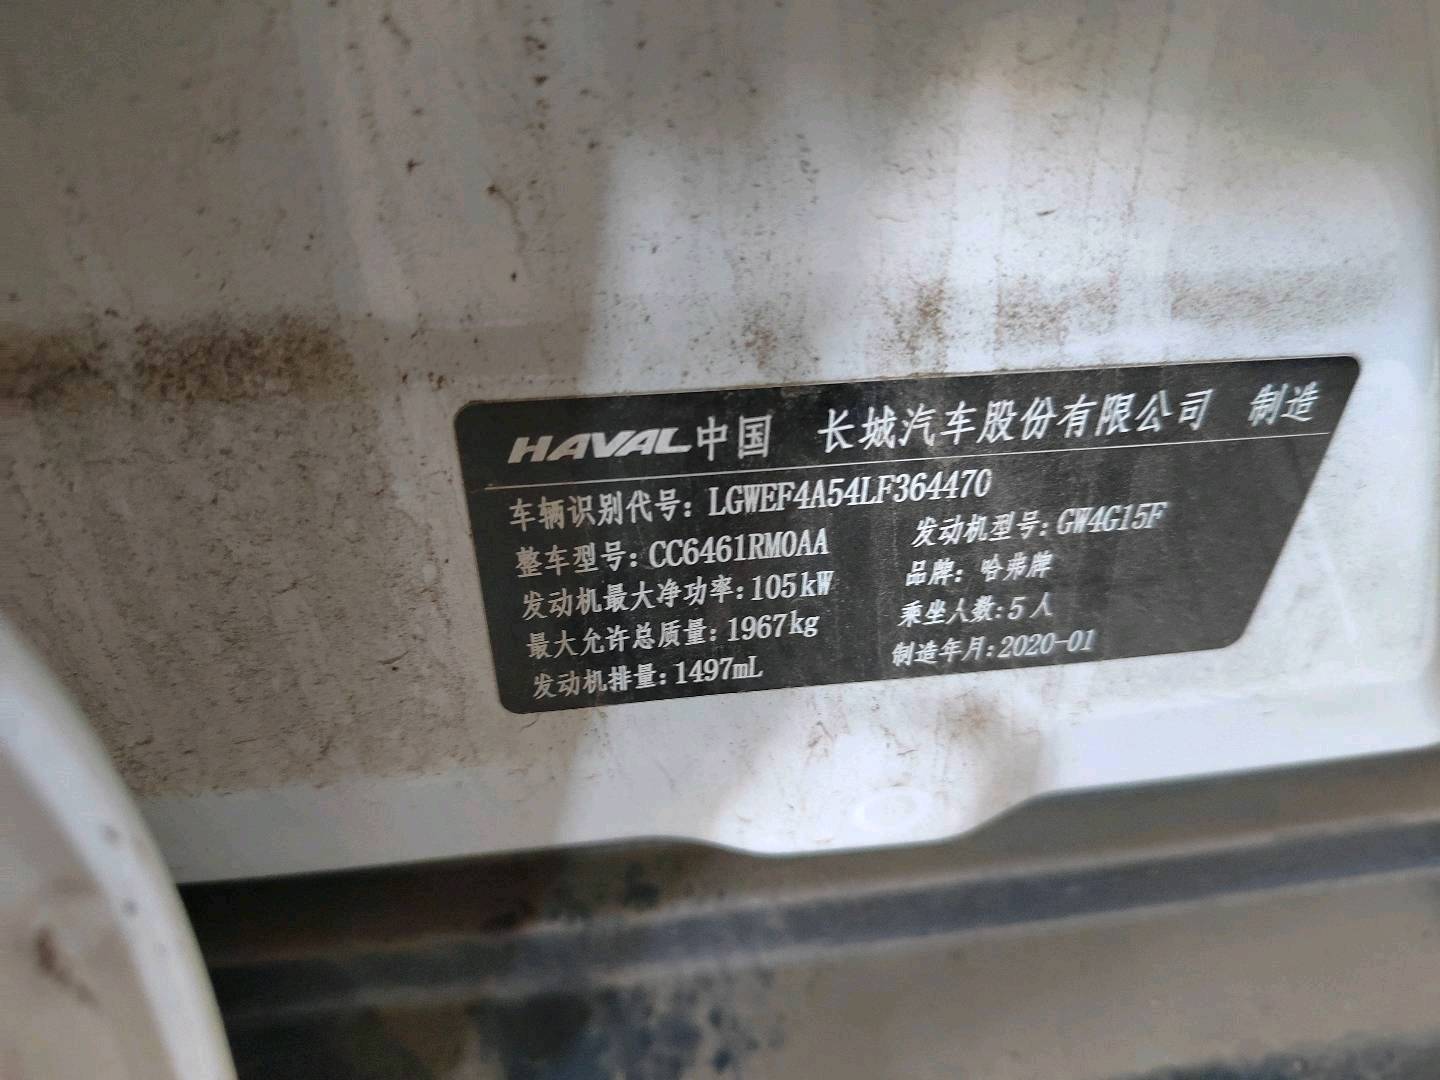 HAVAL中国 长城汽车股份有限公司 制造
车辆识别代号：LGWEF4A54LF364470
整车型号：CC6461RM0AA 发动机型号：GW4G15F
发动机最大净功率：105kW 品牌：哈弗牌
最大允许总质量：1967kg 乘坐人数：5人
发动机排量：1497mL 制造年月：2020-01